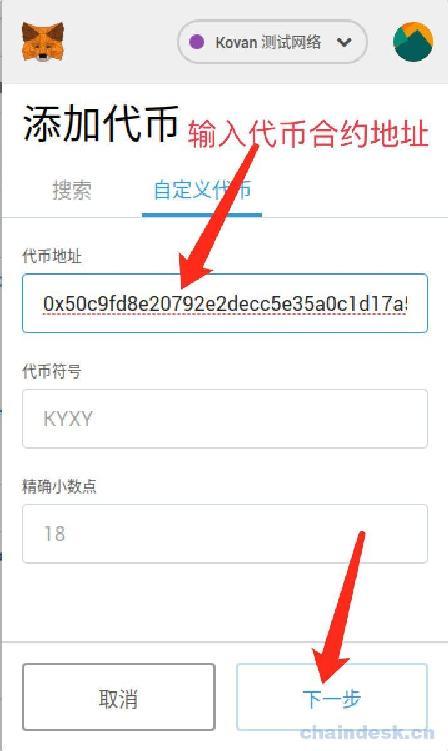 Kovan 测试网络
添加代币
输入代币合约地址
搜索
自定义代币
代币地址
0x50c9fd8e20792e2decc5e35a0c1d17a5
代币符号
KYXY
精确小数点
18
取消
下一步
chaindesk.cn